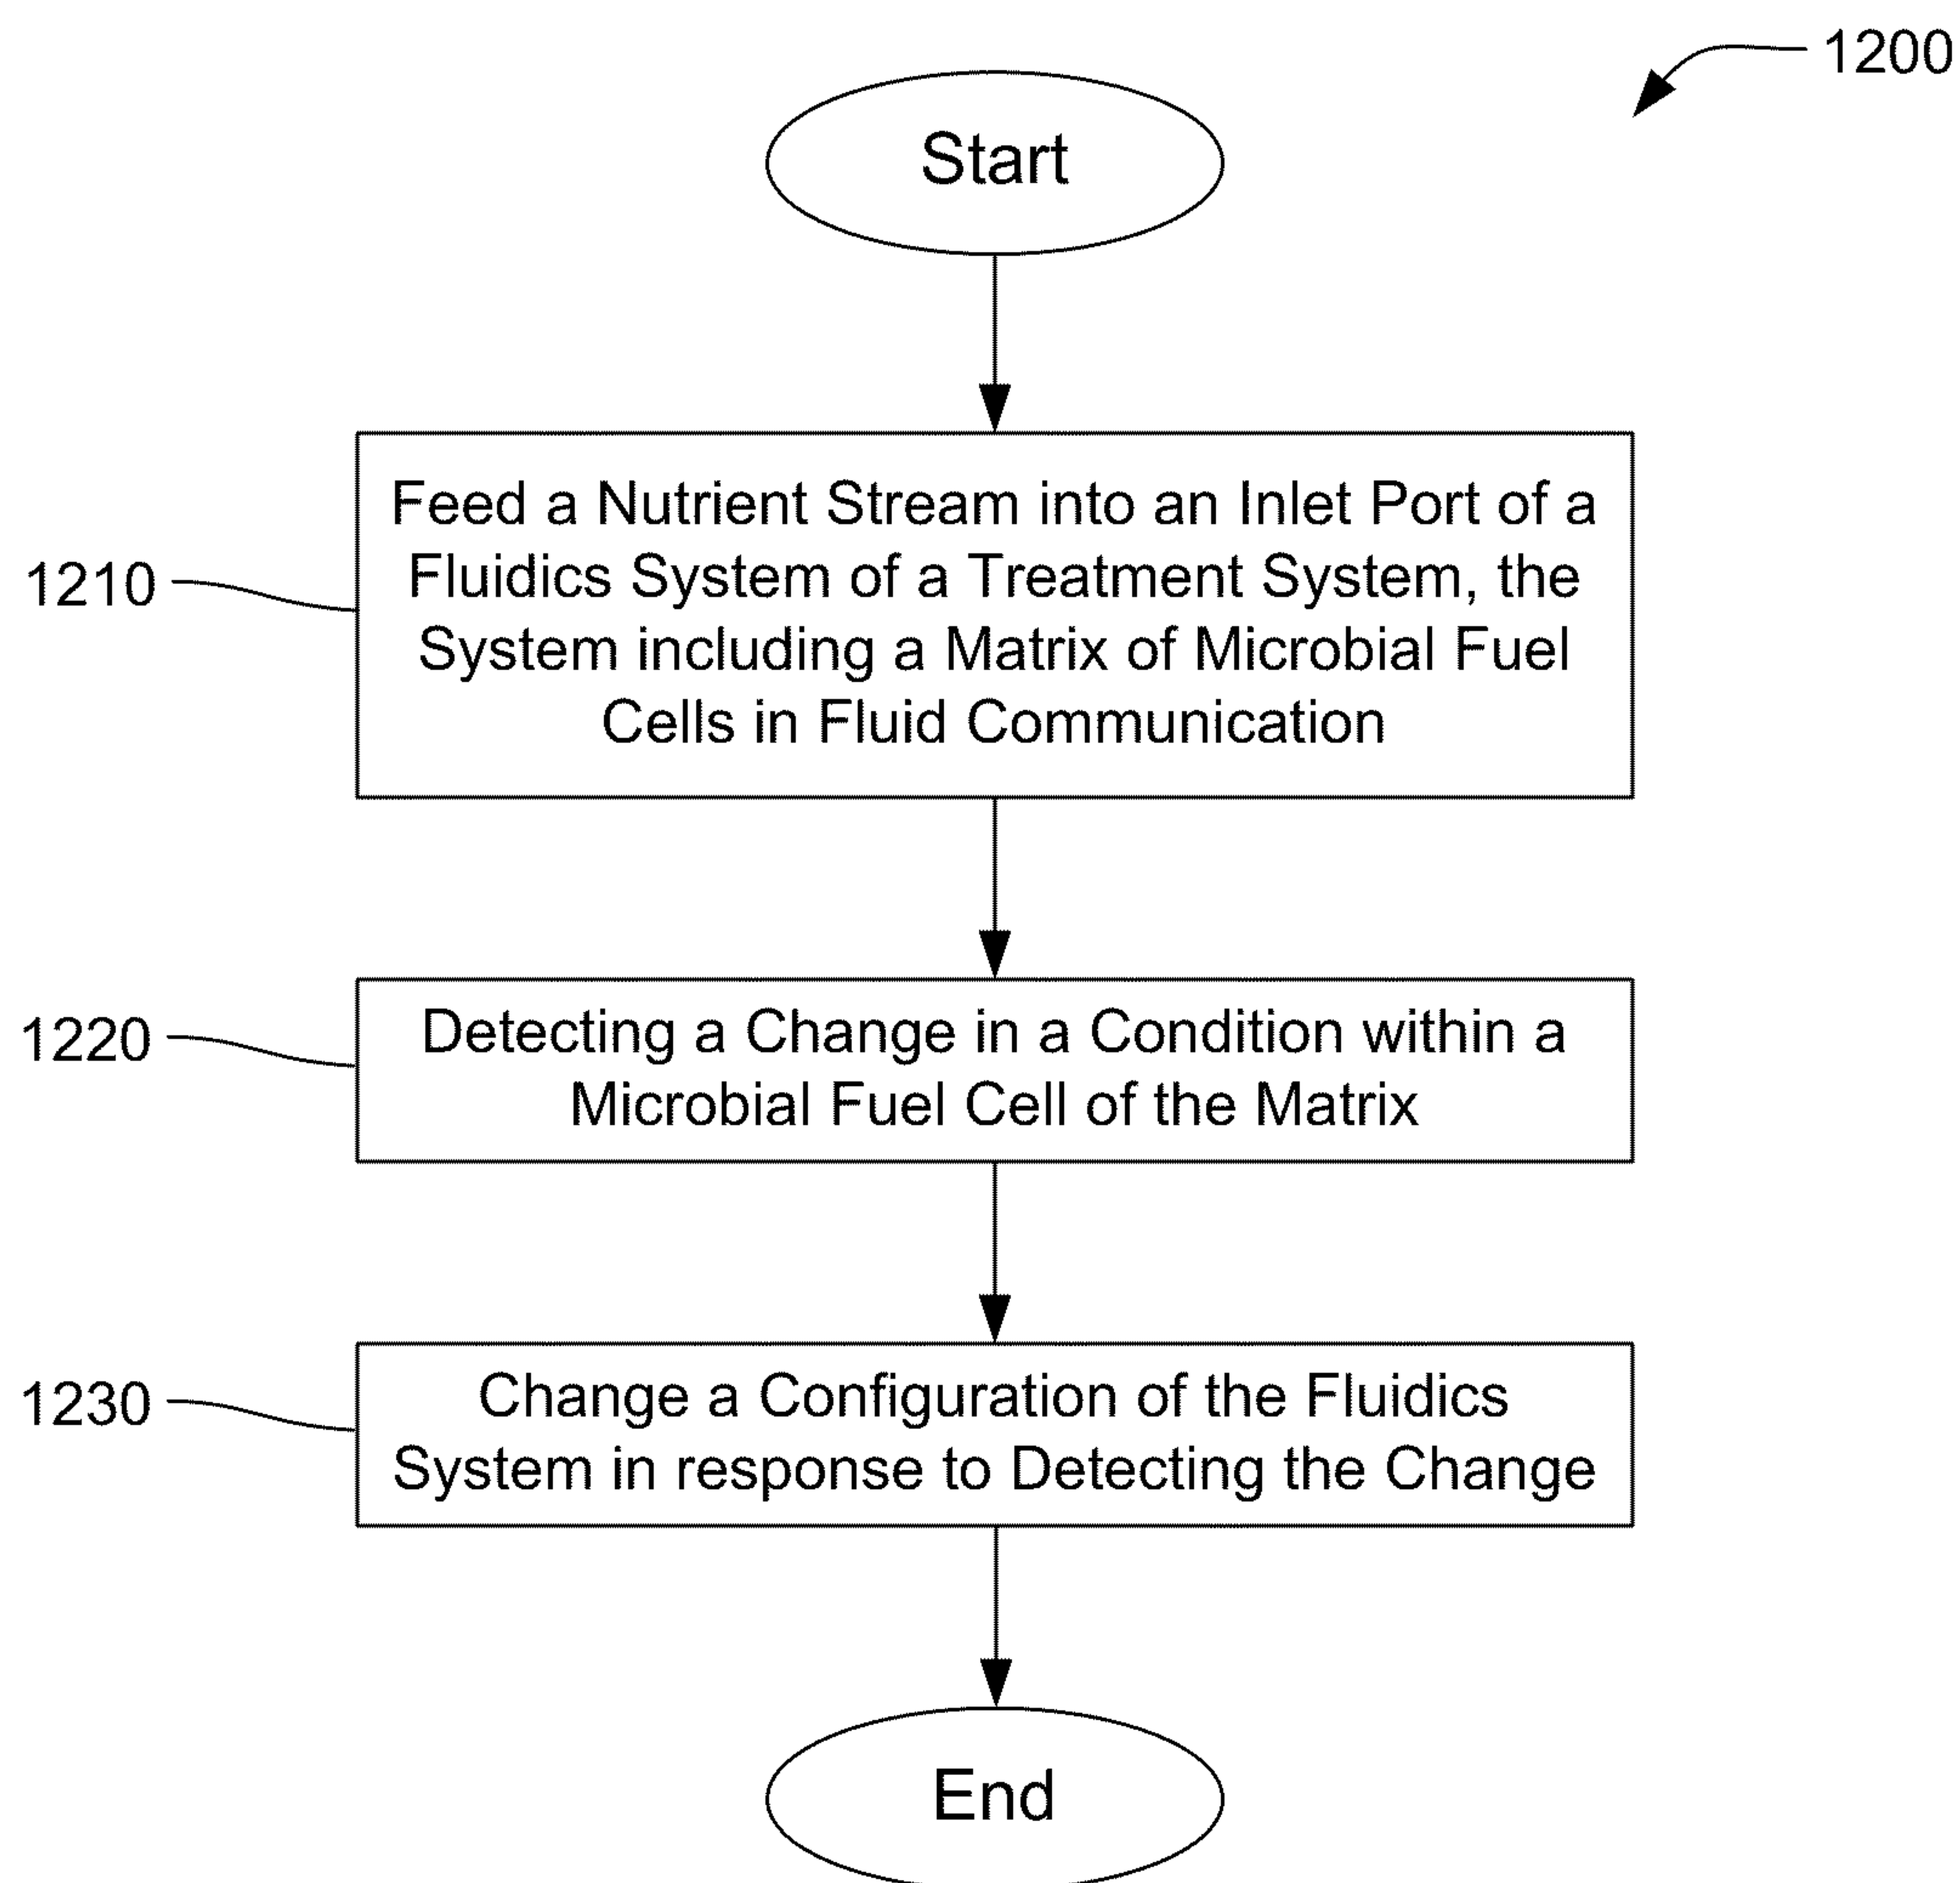 1200
Start
1210
Feed a Nutrient Stream into an Inlet Port of a
Fluidics System of a Treatment System, the
System including a Matrix of Microbial Fuel
Cells in Fluid Communication
1220
Detecting a Change in a Condition within a
Microbial Fuel Cell of the Matrix
1230
Change a Configuration of the Fluidics
System in response to Detecting the Change
End